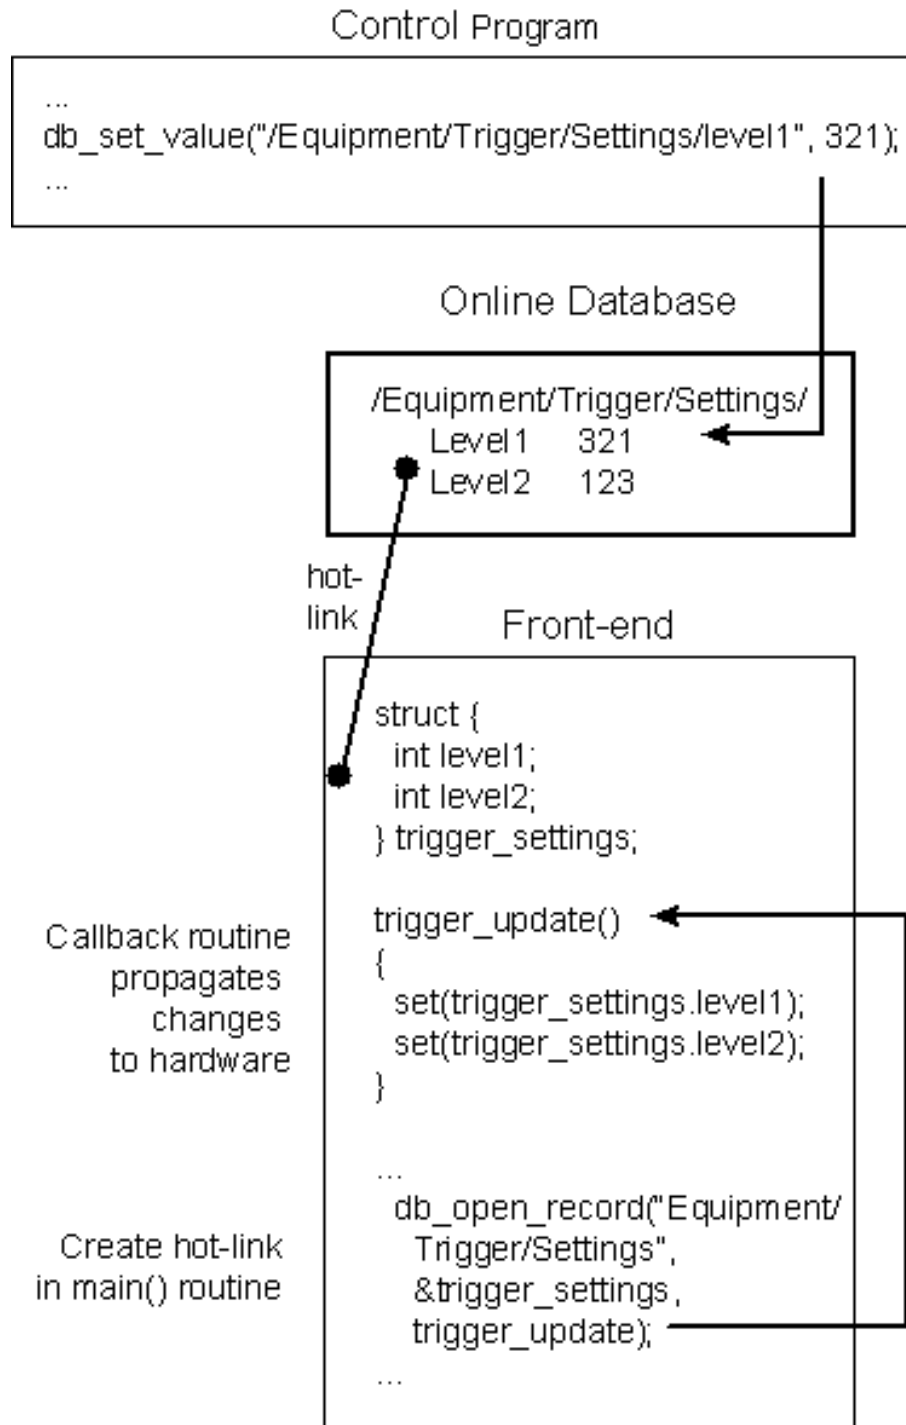 Control Program
...
db_set_value("/Equipment/Trigger/Settings/level1", 321);
...
Online Database
/Equipment/Trigger/Settings/
Level1 321
Level2 123
hot-
link
Front-end
struct {
int level1;
int level2;
} trigger_settings;
trigger_update()
{
set(trigger_settings.level1);
set(trigger_settings.level2);
}
Callback routine
propagates
changes
to hardware
...
db_open_record("Equipment/
Trigger/Settings",
&trigger_settings,
trigger_update);
...
Create hot-link
in main() routine